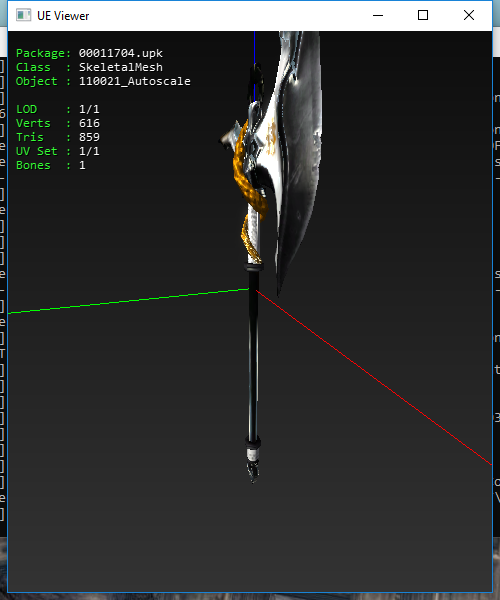 UE Viewer
Package: 00011704.upk
Class : SkeletalMesh
Object : 110021_Autoscale
LOD : 1/1
Verts : 616
Tris : 859
UV Set : 1/1
Bones : 1